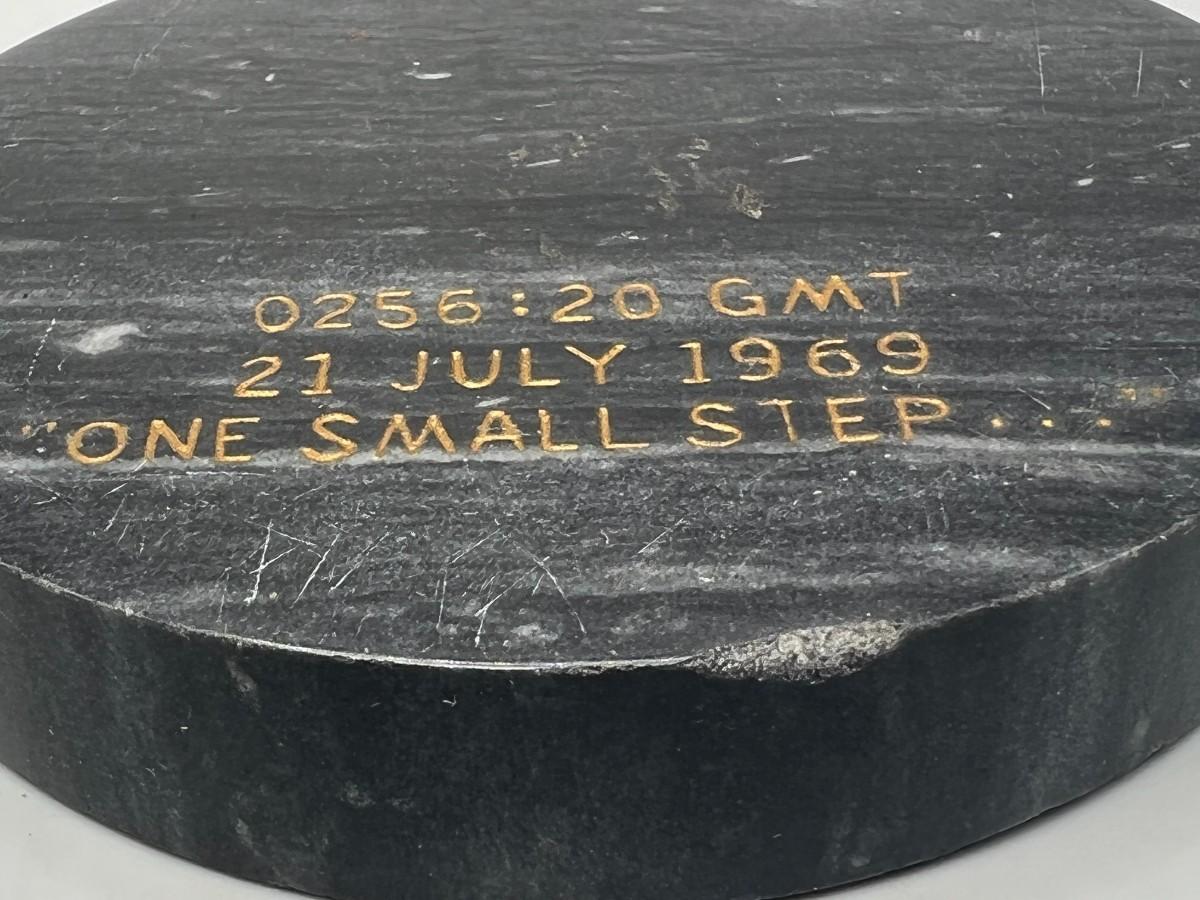 0256:20 GMT
21 JULY 1969
"ONE SMALL STEP..."